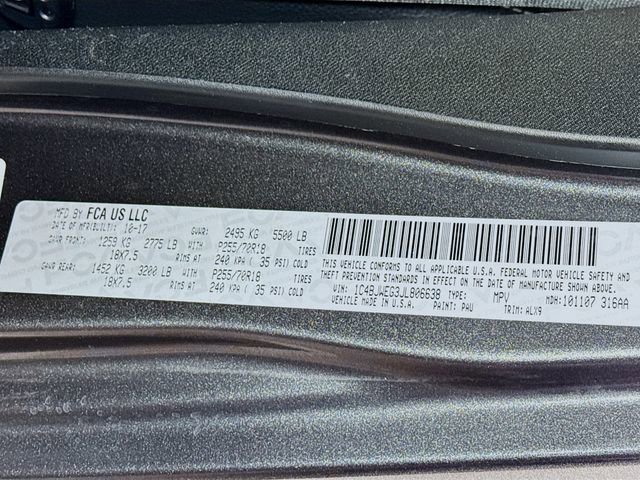 MFD BY FCA US LLC
DATE OF MFR(BUILT): 10-17 GVWR: 2495 KG 5500 LB
GAWR FRONT: 1259 KG 2775 LB WITH P255/70R18 TIRES
18X7.5 RIMS AT 240 KPA ( 35 PSI) COLD
GAWR REAR: 1452 KG 3200 LB WITH P255/70R18 TIRES
18X7.5 RIMS AT 240 KPA ( 35 PSI) COLD
THIS VEHICLE CONFORMS TO ALL APPLICABLE U.S.A. FEDERAL MOTOR VEHICLE SAFETY AND
THEFT PREVENTION STANDARDS IN EFFECT ON THE DATE OF MANUFACTURE SHOWN ABOVE.
VIN: 1C4BJWEG3JL806638 TYPE: MPV MDH:101107 316AA
MADE IN U.S.A. PAINT: PAU TRIM: ALX9